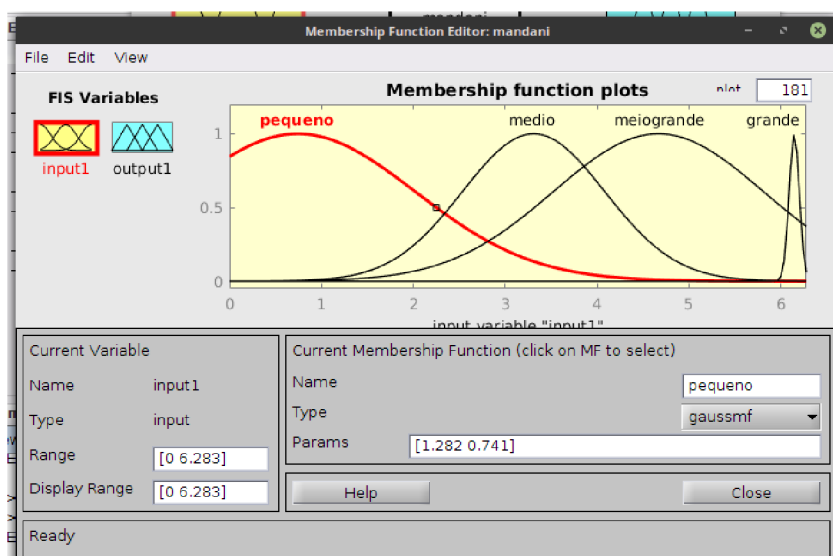 Membership Function Editor: mandani
File Edit View
FIS Variables
input1 output1
Membership function plots
plot 181
pequeno medio meiogrande grande
1
0.5
0
0 1 2 3 4 5 6
input variable "input1"
Current Variable
Name input1
Type input
Range [0 6.283]
Display Range [0 6.283]
Current Membership Function (click on MF to select)
Name pequeno
Type gaussmf
Params [1.282 0.741]
Help Close
Ready